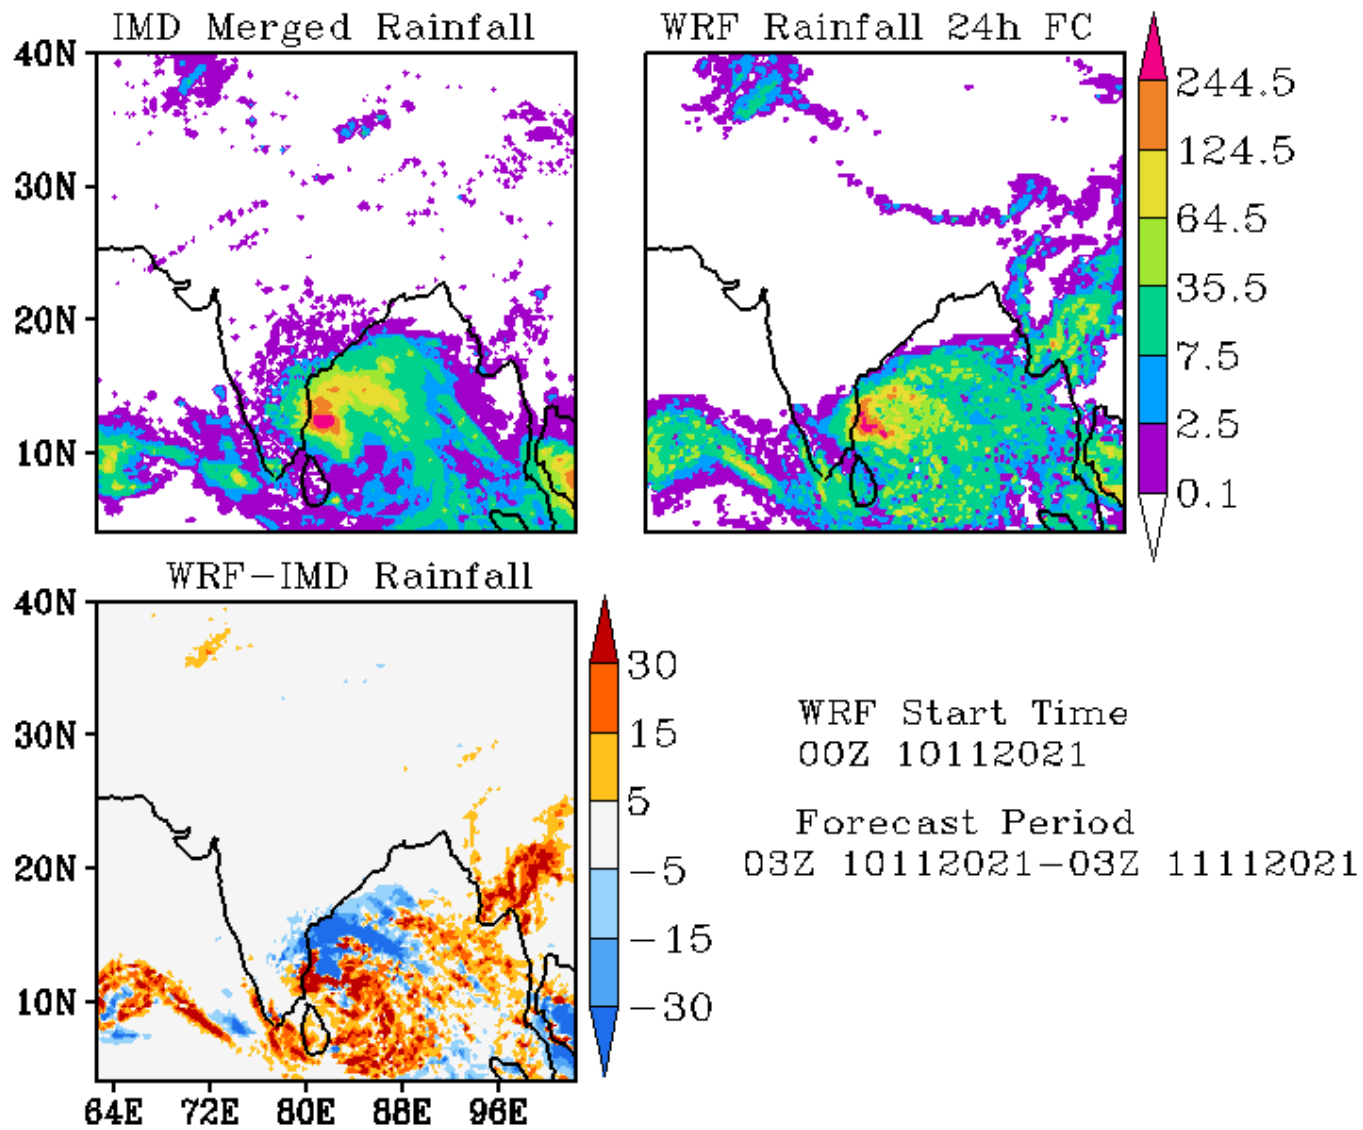 IMD Merged Rainfall
WRF Rainfall 24h FC
40N
30N
20N
10N
244.5
124.5
64.5
35.5
7.5
2.5
0.1
WRF-IMD Rainfall
40N
30N
20N
10N
64E 72E 80E 88E 96E
30
15
5
-5
-15
-30
WRF Start Time
00Z 10112021
Forecast Period
03Z 10112021-03Z 11112021